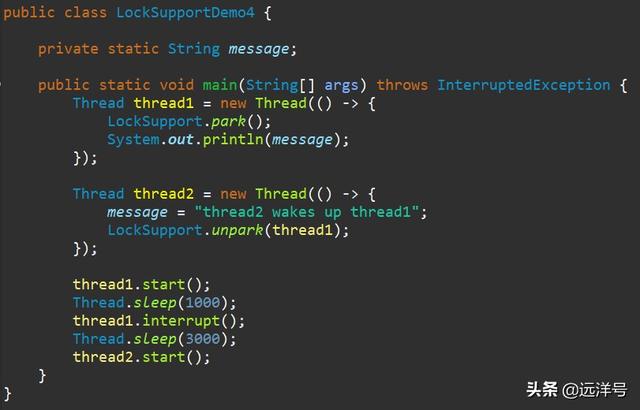 public class LockSupportDemo4 {
private static String message;
public static void main(String[] args) throws InterruptedException {
Thread thread1 = new Thread(() -> {
LockSupport.park();
System.out.println(message);
});
Thread thread2 = new Thread(() -> {
message = "thread2 wakes up thread1";
LockSupport.unpark(thread1);
});
thread1.start();
Thread.sleep(1000);
thread1.interrupt();
Thread.sleep(3000);
thread2.start();
}
}
头条 @远洋号